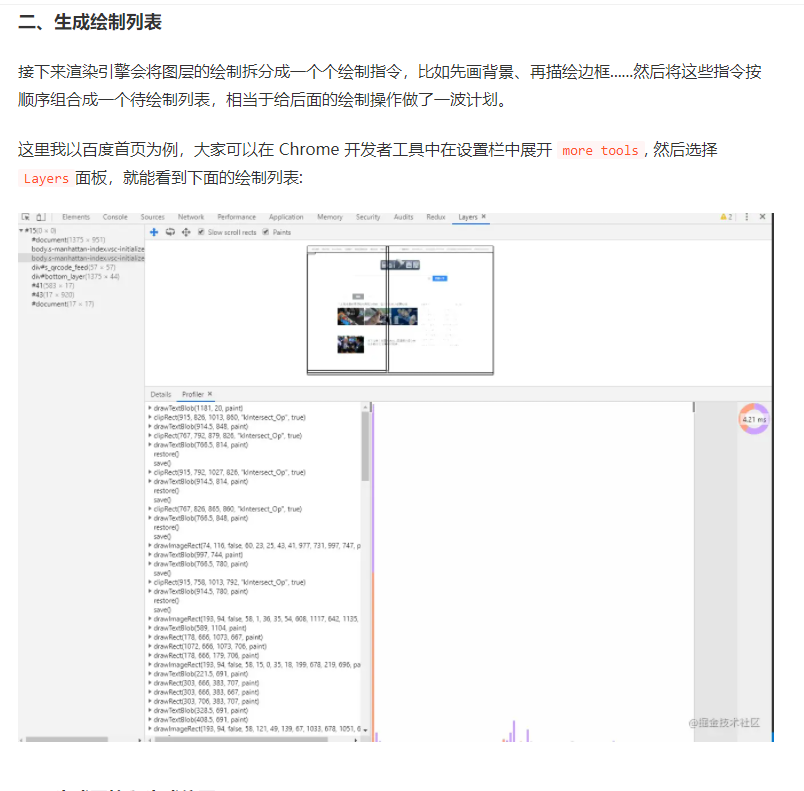 二、生成绘制列表
接下来渲染引擎会将图层的绘制拆分成一个个绘制指令，比如先画背景、再描绘边框......然后将这些指令按
顺序组合成一个待绘制列表，相当于给后面的绘制操作做了一波计划。
这里我以百度首页为例，大家可以在 Chrome 开发者工具中在设置栏中展开 more tools, 然后选择
Layers 面板，就能看到下面的绘制列表:
Elements Console Sources Network Performance Application Memory Security Audits Redux Layers × 2
#15(0 × 0)
Slow scroll rects Paints
#document(1375 × 951)
body.s-manhattan-index.vsc-initialize
body.s-manhattan-index.vsc-initialize
div#s_qrcode_feed(57 × 57)
div#bottom_layer(1375 × 44)
#41(583 × 17)
#43(17 × 920)
#document(17 × 17)
Details Profiler ×
drawTextBlob(1181, 20, paint)
clipRect(915, 826, 1013, 860, "kIntersect_Op", true)
drawTextBlob(914.5, 848, paint)
clipRect(767, 792, 879, 826, "kIntersect_Op", true)
drawTextBlob(766.5, 814, paint)
restore()
save()
clipRect(915, 792, 1027, 826, "kIntersect_Op", true)
drawTextBlob(914.5, 814, paint)
restore()
save()
clipRect(767, 826, 865, 860, "kIntersect_Op", true)
drawTextBlob(766.5, 848, paint)
restore()
save()
drawImageRect(74, 116, false, 60, 23, 25, 43, 41, 977, 731, 997, 747, p
drawTextBlob(997, 744, paint)
drawTextBlob(766.5, 780, paint)
save()
clipRect(915, 758, 1013, 792, "kIntersect_Op", true)
drawTextBlob(914.5, 780, paint)
restore()
save()
drawImageRect(193, 94, false, 58, 1, 36, 35, 54, 608, 1117, 642, 1135,
drawTextBlob(589, 1104, paint)
drawRect(178, 666, 1073, 667, paint)
drawRect(1072, 666, 1073, 706, paint)
drawRect(178, 666, 179, 706, paint)
drawImageRect(193, 94, false, 58, 15, 0, 35, 18, 199, 678, 219, 696, pa
drawTextBlob(221.5, 691, paint)
drawRect(303, 666, 383, 707, paint)
drawRect(303, 666, 383, 667, paint)
drawRect(303, 706, 383, 707, paint)
drawTextBlob(328.5, 691, paint)
drawTextBlob(408.5, 691, paint)
drawImageRect(193, 94, false, 58, 121, 49, 139, 67, 1033, 678, 1051, 6
4.21 ms
@掘金技术社区